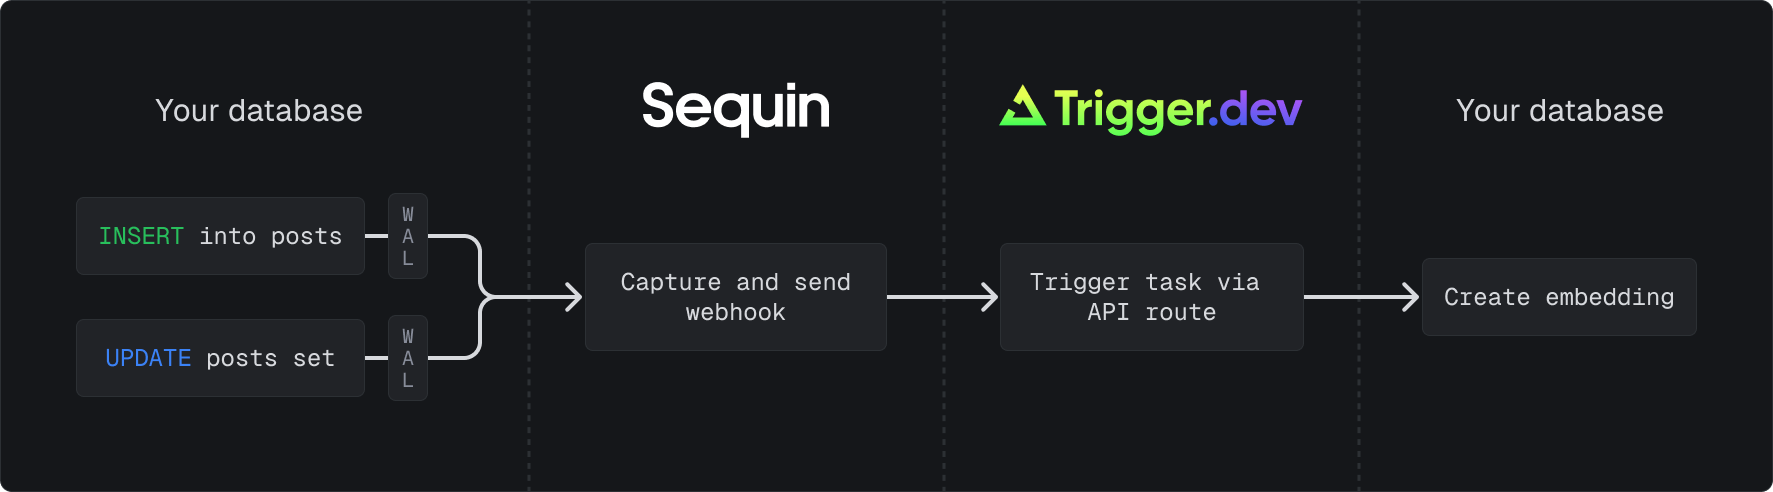 Your database
Sequin
Trigger.dev
Your database
INSERT into posts
W
A
L
UPDATE posts set
W
A
L
Capture and send
webhook
Trigger task via
API route
Create embedding